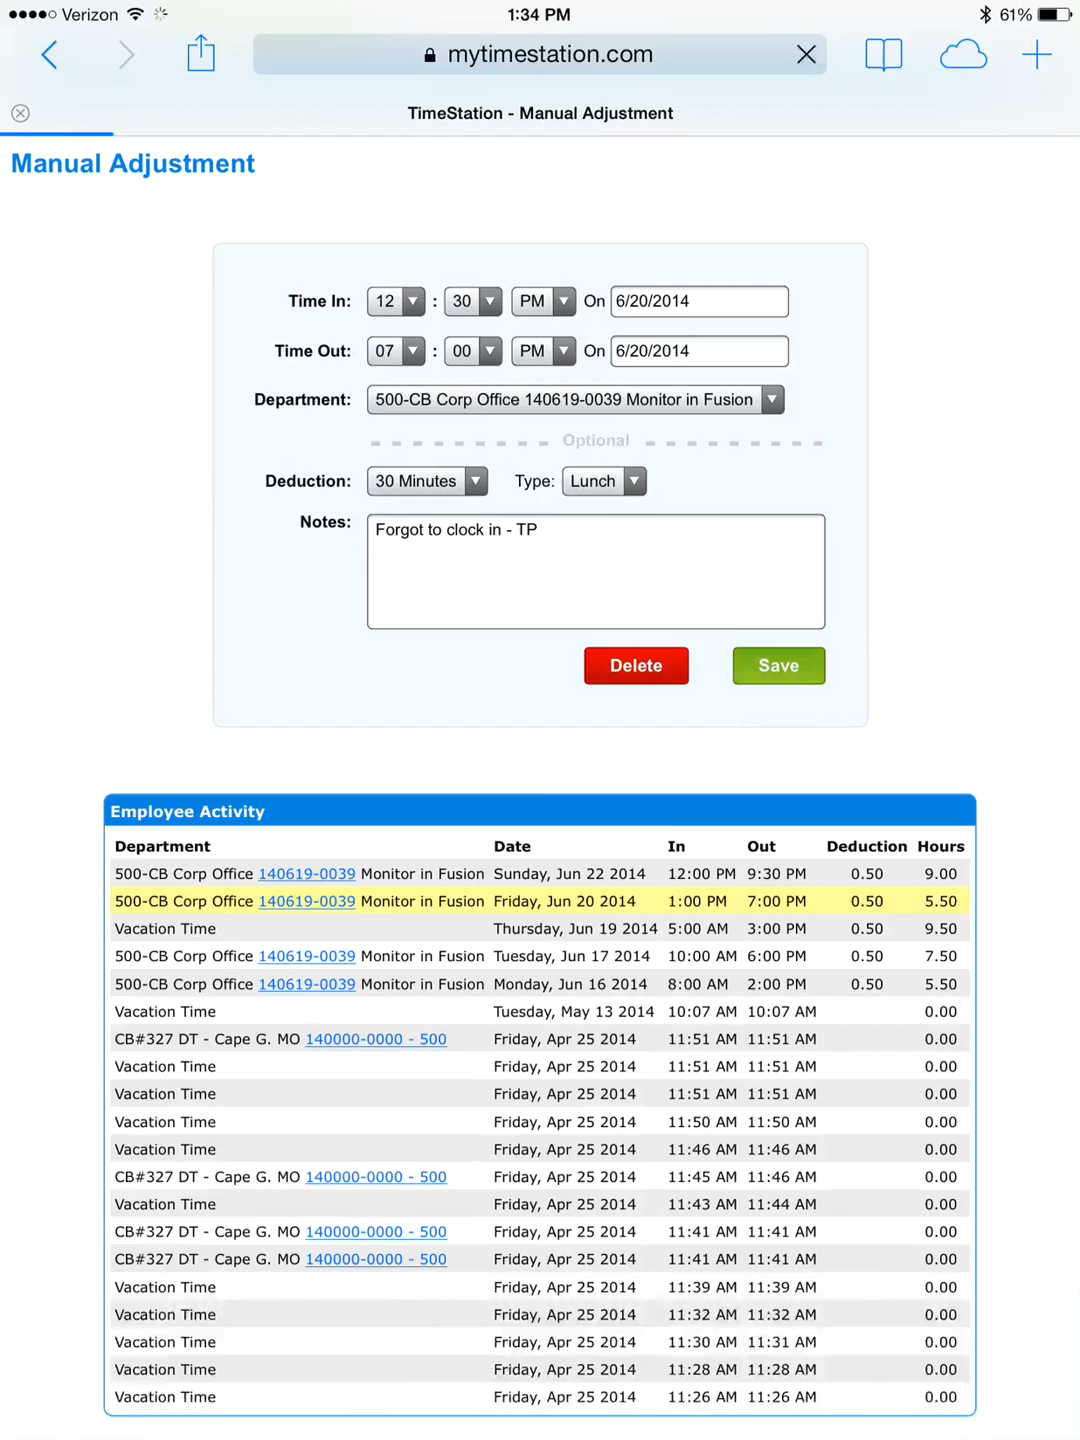 Verizon 1:34 PM 61%
mytimestation.com
TimeStation - Manual Adjustment
Manual Adjustment
Time In: 12 : 30 PM On 6/20/2014
Time Out: 07 : 00 PM On 6/20/2014
Department: 500-CB Corp Office 140619-0039 Monitor in Fusion
Optional
Deduction: 30 Minutes Type: Lunch
Notes: Forgot to clock in - TP
Delete Save
Employee Activity
Department Date In Out Deduction Hours
500-CB Corp Office 140619-0039 Monitor in Fusion Sunday, Jun 22 2014 12:00 PM 9:30 PM 0.50 9.00
500-CB Corp Office 140619-0039 Monitor in Fusion Friday, Jun 20 2014 1:00 PM 7:00 PM 0.50 5.50
Vacation Time Thursday, Jun 19 2014 5:00 AM 3:00 PM 0.50 9.50
500-CB Corp Office 140619-0039 Monitor in Fusion Tuesday, Jun 17 2014 10:00 AM 6:00 PM 0.50 7.50
500-CB Corp Office 140619-0039 Monitor in Fusion Monday, Jun 16 2014 8:00 AM 2:00 PM 0.50 5.50
Vacation Time Tuesday, May 13 2014 10:07 AM 10:07 AM 0.00
CB#327 DT - Cape G. MO 140000-0000 - 500 Friday, Apr 25 2014 11:51 AM 11:51 AM 0.00
Vacation Time Friday, Apr 25 2014 11:51 AM 11:51 AM 0.00
Vacation Time Friday, Apr 25 2014 11:51 AM 11:51 AM 0.00
Vacation Time Friday, Apr 25 2014 11:50 AM 11:50 AM 0.00
Vacation Time Friday, Apr 25 2014 11:46 AM 11:46 AM 0.00
CB#327 DT - Cape G. MO 140000-0000 - 500 Friday, Apr 25 2014 11:45 AM 11:46 AM 0.00
Vacation Time Friday, Apr 25 2014 11:43 AM 11:44 AM 0.00
CB#327 DT - Cape G. MO 140000-0000 - 500 Friday, Apr 25 2014 11:41 AM 11:41 AM 0.00
CB#327 DT - Cape G. MO 140000-0000 - 500 Friday, Apr 25 2014 11:41 AM 11:41 AM 0.00
Vacation Time Friday, Apr 25 2014 11:39 AM 11:39 AM 0.00
Vacation Time Friday, Apr 25 2014 11:32 AM 11:32 AM 0.00
Vacation Time Friday, Apr 25 2014 11:30 AM 11:31 AM 0.00
Vacation Time Friday, Apr 25 2014 11:28 AM 11:28 AM 0.00
Vacation Time Friday, Apr 25 2014 11:26 AM 11:26 AM 0.00